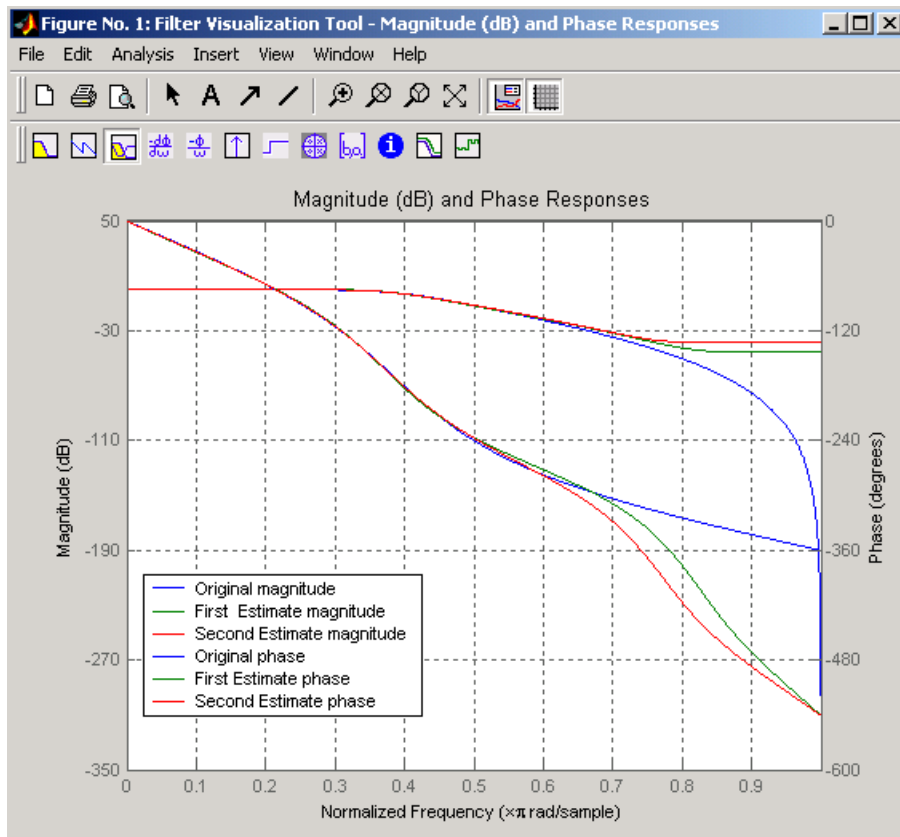 Figure No. 1: Filter Visualization Tool - Magnitude (dB) and Phase Responses
File Edit Analysis Insert View Window Help
A
-dϕ dω
-ϕ ω
[b,a]
i
Magnitude (dB) and Phase Responses
50
-30
-110
-190
-270
-350
Magnitude (dB)
0
-120
-240
-360
-480
-600
Phase (degrees)
Original magnitude
First Estimate magnitude
Second Estimate magnitude
Original phase
First Estimate phase
Second Estimate phase
0 0.1 0.2 0.3 0.4 0.5 0.6 0.7 0.8 0.9
Normalized Frequency (×π rad/sample)